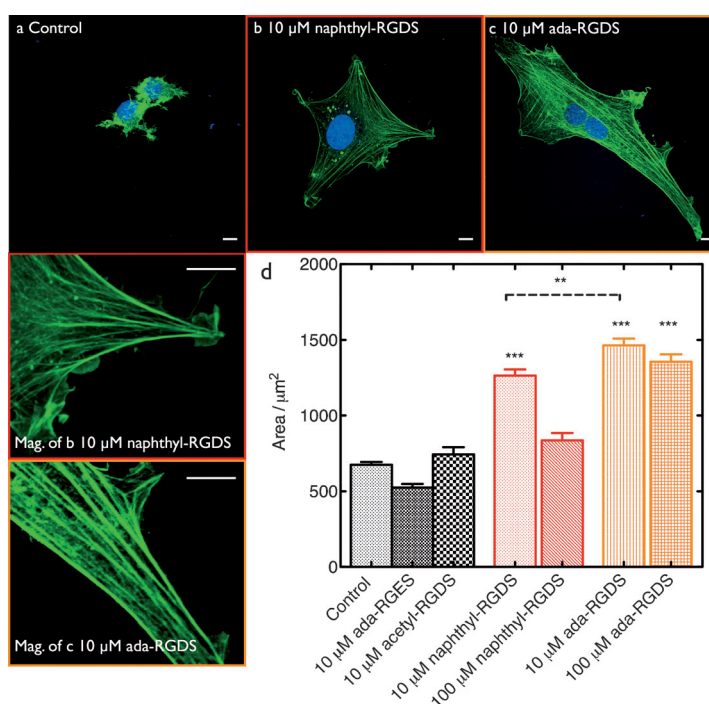 a Control
b 10 μM naphthyl-RGDS
c 10 μM ada-RGDS
Mag. of b 10 μM naphthyl-RGDS
Mag. of c 10 μM ada-RGDS
d
2000
1500
1000
500
0
Area / μm²
**
***
***
***
Control
10 μM ada-RGES
10 μM acetyl-RGDS
10 μM naphthyl-RGDS
100 μM naphthyl-RGDS
10 μM ada-RGDS
100 μM ada-RGDS